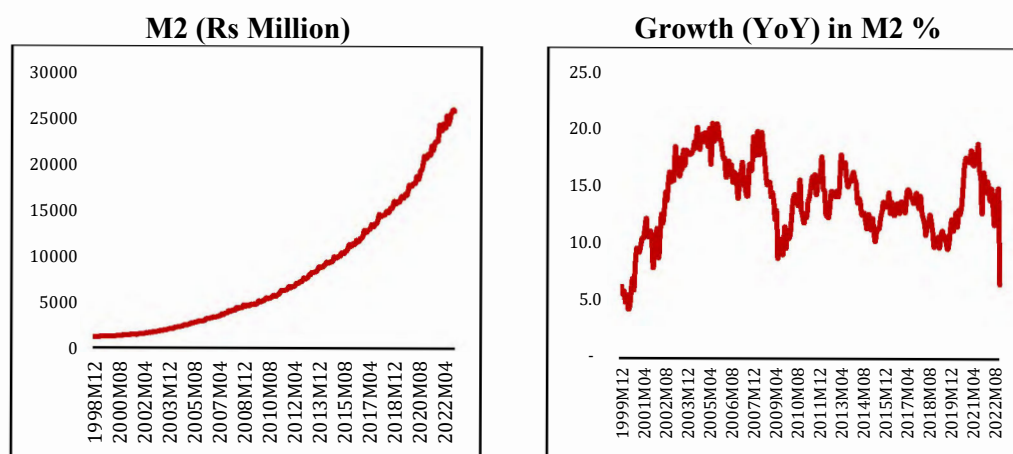 M2 (Rs Million)
30000
25000
20000
15000
10000
5000
0
1998M12
2000M08
2002M04
2003M12
2005M08
2007M04
2008M12
2010M08
2012M04
2013M12
2015M08
2017M04
2018M12
2020M08
2022M04
Growth (YoY) in M2 %
25.0
20.0
15.0
10.0
5.0
-
1999M12
2001M04
2002M08
2003M12
2005M04
2006M08
2007M12
2009M04
2010M08
2011M12
2013M04
2014M08
2015M12
2017M04
2018M08
2019M12
2021M04
2022M08